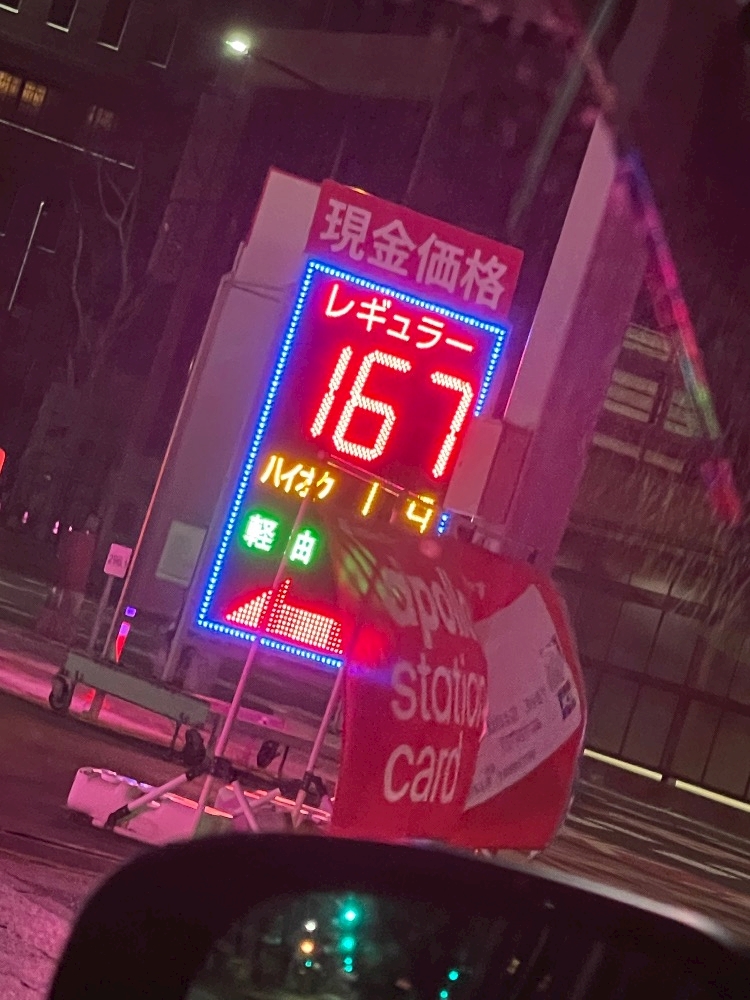 現金価格
レギュラー
167
ハイオク 1
軽油
apollo
station
card